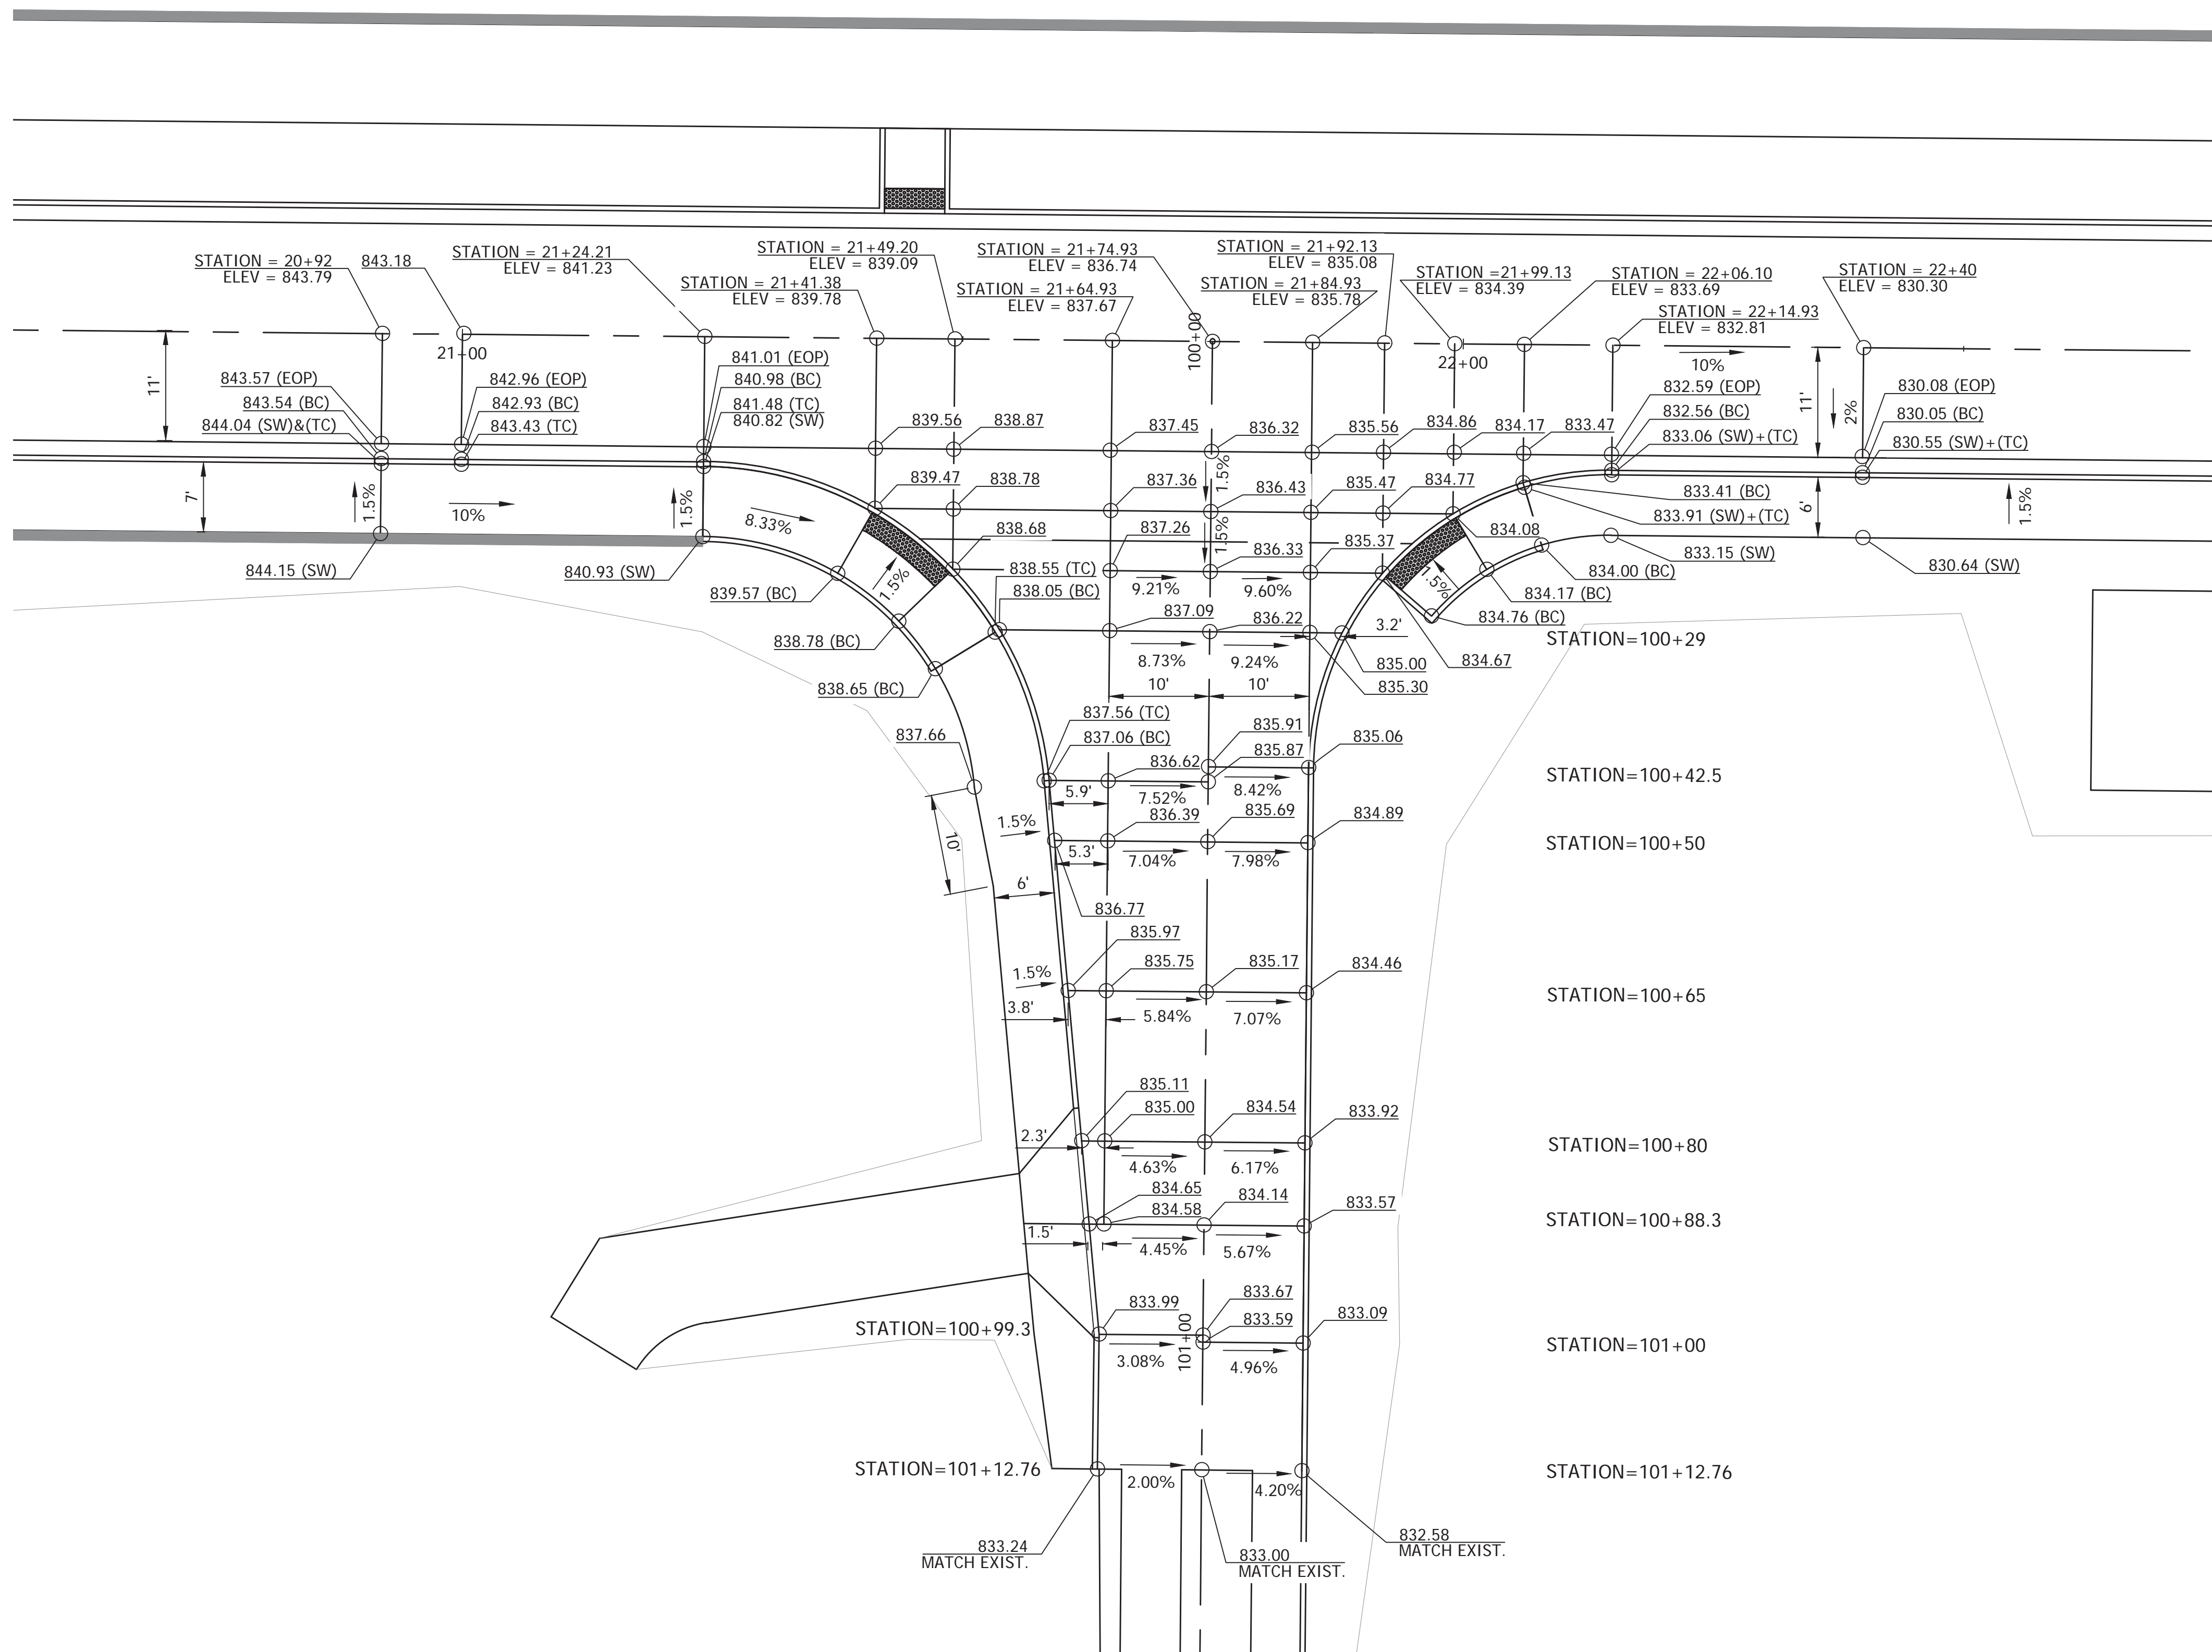 STATION = 20+92
ELEV = 843.79
843.18
STATION = 21+24.21
ELEV = 841.23
STATION = 21+41.38
ELEV = 839.78
STATION = 21+49.20
ELEV = 839.09
STATION = 21+64.93
ELEV = 837.67
STATION = 21+74.93
ELEV = 836.74
STATION = 21+84.93
ELEV = 835.78
STATION = 21+92.13
ELEV = 835.08
STATION =21+99.13
ELEV = 834.39
STATION = 22+06.10
ELEV = 833.69
STATION = 22+14.93
ELEV = 832.81
STATION = 22+40
ELEV = 830.30
21+00
100+00
22+00
10%
11'
11'
2%
843.57 (EOP)
843.54 (BC)
844.04 (SW)&(TC)
842.96 (EOP)
842.93 (BC)
843.43 (TC)
841.01 (EOP)
840.98 (BC)
841.48 (TC)
840.82 (SW)
839.56
838.87
837.45
836.32
835.56
834.86
834.17
833.47
832.59 (EOP)
832.56 (BC)
833.06 (SW)+(TC)
830.08 (EOP)
830.05 (BC)
830.55 (SW)+(TC)
7'
1.5%
10%
1.5%
8.33%
839.47
838.78
837.36
1.5%
836.43
835.47
834.77
833.41 (BC)
833.91 (SW)+(TC)
6'
1.5%
838.68
837.26
1.5%
836.33
835.37
834.08
833.15 (SW)
834.00 (BC)
830.64 (SW)
844.15 (SW)
840.93 (SW)
839.57 (BC)
1.5%
838.55 (TC)
838.05 (BC)
9.21%
9.60%
1.5%
834.17 (BC)
834.76 (BC)
838.78 (BC)
837.09
836.22
3.2'
STATION=100+29
8.73%
9.24%
835.00
834.67
835.30
838.65 (BC)
10'
10'
837.56 (TC)
837.06 (BC)
837.66
836.62
835.91
835.87
835.06
5.9'
7.52%
8.42%
STATION=100+42.5
10'
1.5%
836.39
835.69
834.89
5.3'
7.04%
7.98%
STATION=100+50
6'
836.77
835.97
835.75
835.17
834.46
1.5%
3.8'
5.84%
7.07%
STATION=100+65
835.11
835.00
834.54
833.92
2.3'
4.63%
6.17%
STATION=100+80
834.65
834.58
834.14
833.57
1.5'
4.45%
5.67%
STATION=100+88.3
833.99
833.67
833.59
833.09
STATION=100+99.3
101+00
3.08%
4.96%
STATION=101+00
STATION=101+12.76
2.00%
4.20%
STATION=101+12.76
833.24
MATCH EXIST.
833.00
MATCH EXIST.
832.58
MATCH EXIST.